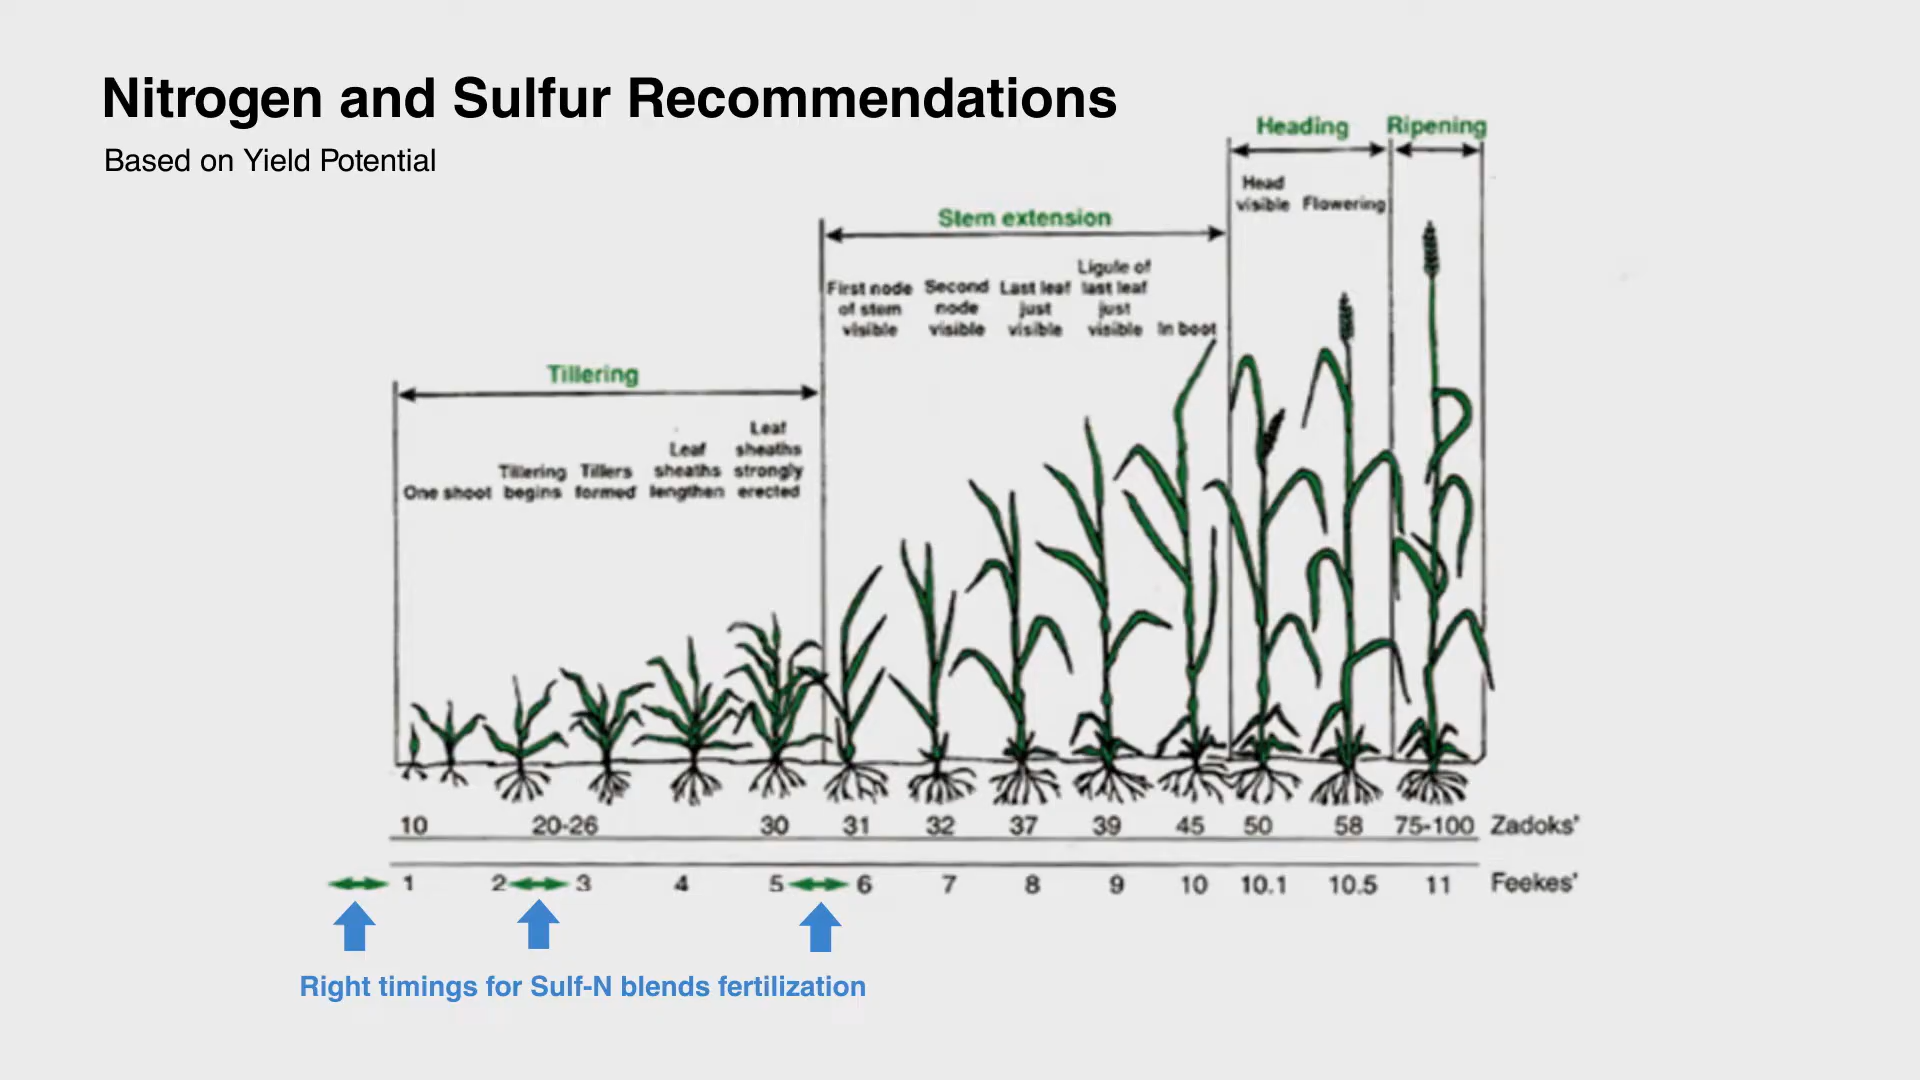 Nitrogen and Sulfur Recommendations
Based on Yield Potential
Heading
Ripening
Head
visible Flowering
Stem extension
First node
of stem
visible
Second
node
visible
Last leaf
just
visible
Ligule of
last leaf
just
visible
In boot
Tillering
One shoot
Tillering
begins
Tillers
formed
Leaf
sheaths
lengthen
Leaf
sheaths
strongly
erected
10 20-26 30 31 32 37 39 45 50 58 75-100 Zadoks'
1 2 3 4 5 6 7 8 9 10 10.1 10.5 11 Feekes'
Right timings for Sulf-N blends fertilization